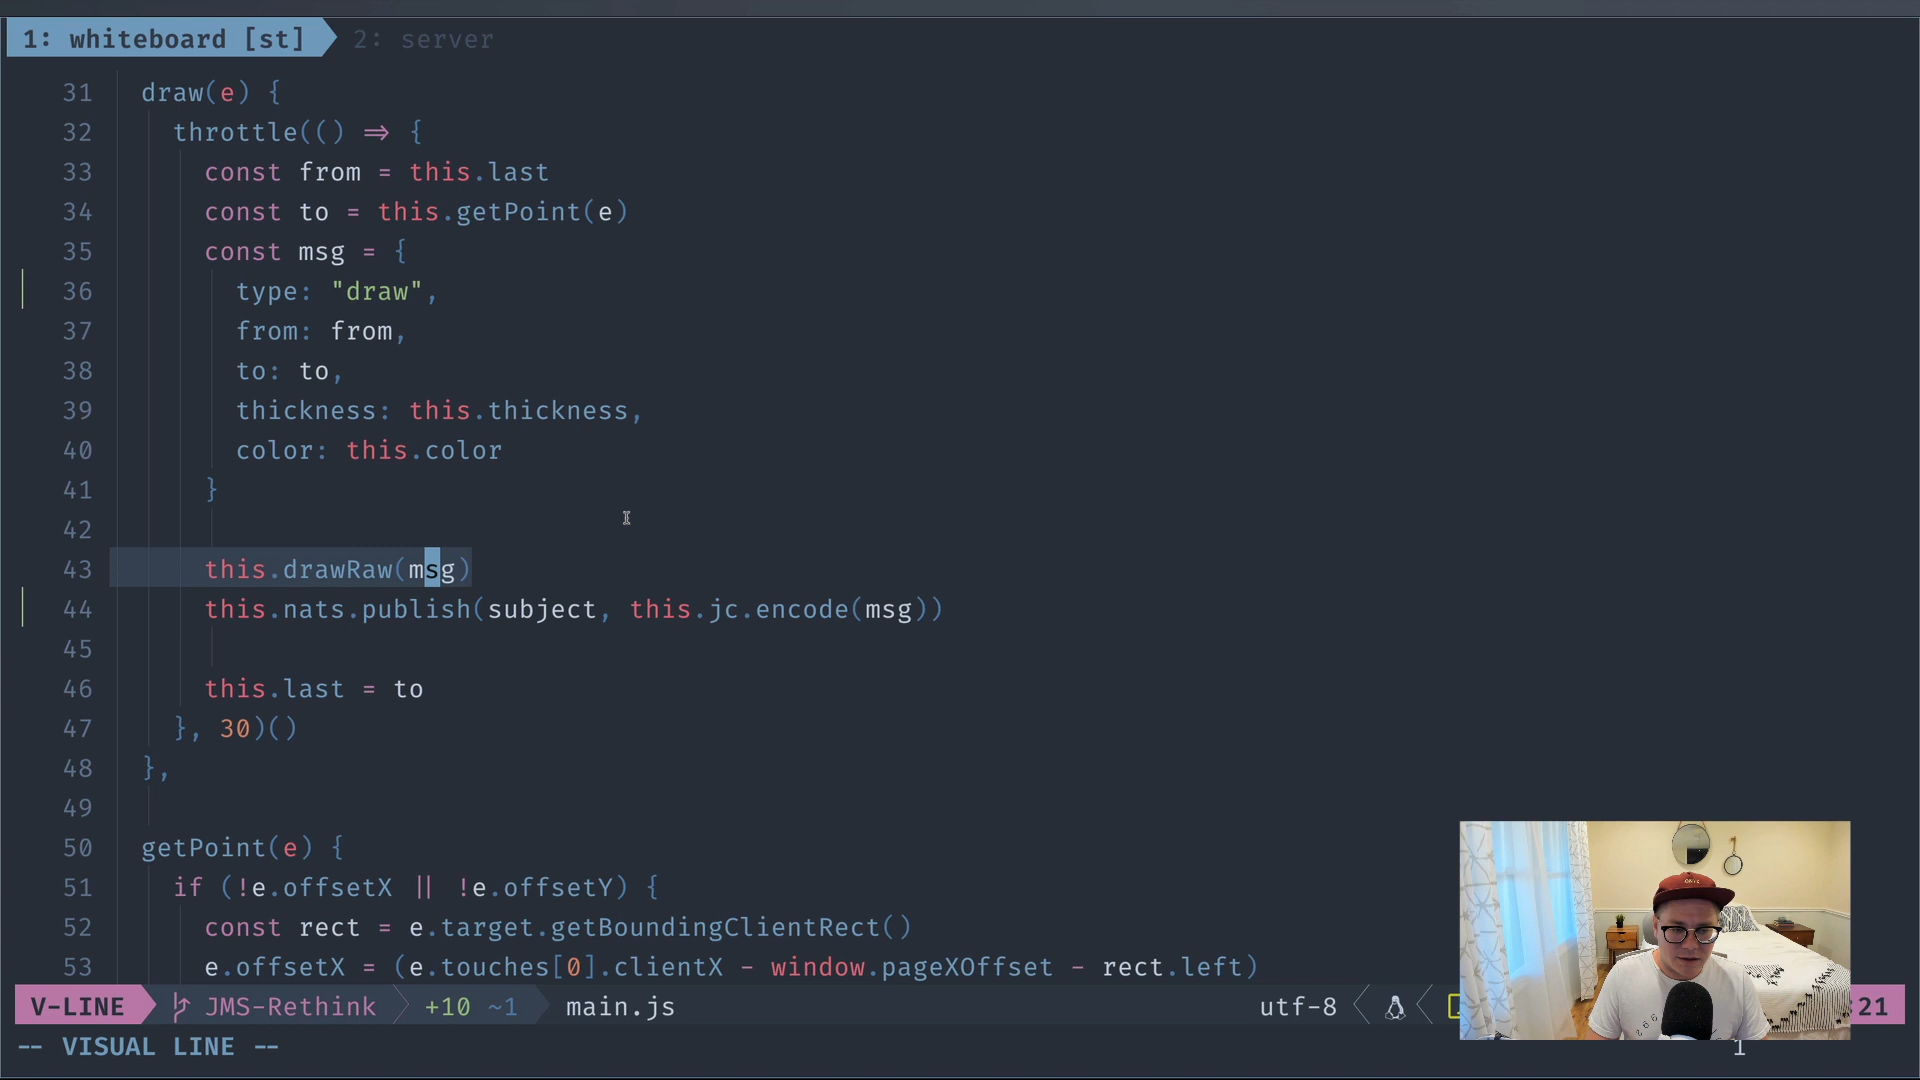 1: whiteboard [st] 2: server
31 draw(e) {
32 throttle(() ⇒ {
33 const from = this.last
34 const to = this.getPoint(e)
35 const msg = {
36 type: "draw",
37 from: from,
38 to: to,
39 thickness: this.thickness,
40 color: this.color
41 }
42
43 this.drawRaw(msg)
44 this.nats.publish(subject, this.jc.encode(msg))
45
46 this.last = to
47 }, 30)()
48 },
49
50 getPoint(e) {
51 if (!e.offsetX || !e.offsetY) {
52 const rect = e.target.getBoundingClientRect()
53 e.offsetX = (e.touches[0].clientX - window.pageXOffset - rect.left)
V-LINE JMS-Rethink +10 ~1 main.js utf-8 21
-- VISUAL LINE -- 1